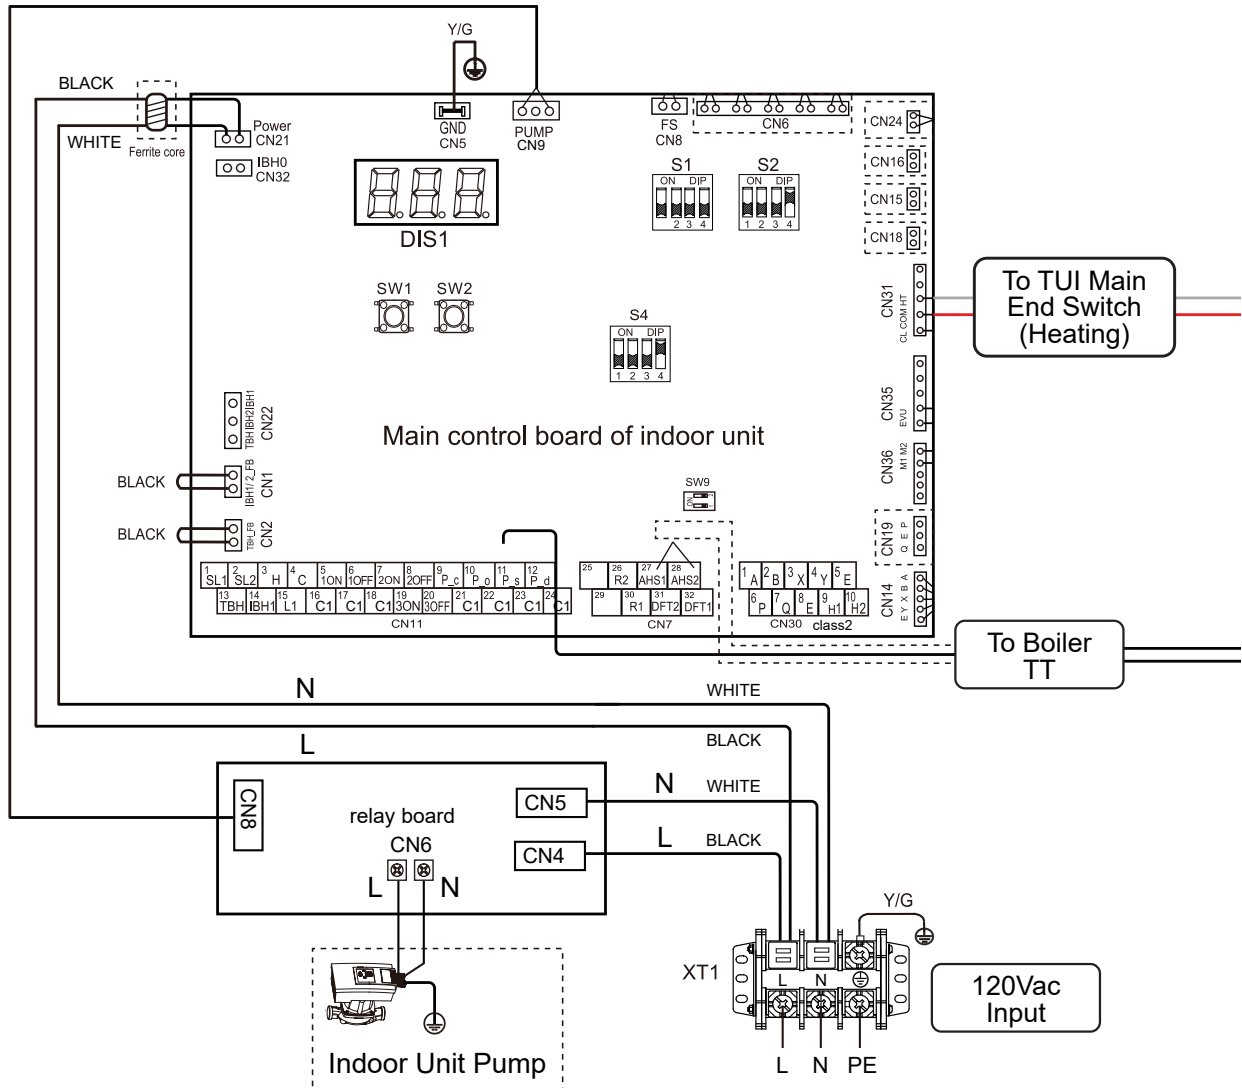 Y/G
BLACK
WHITE
Ferrite core
Power
CN21
IBH0
CN32
GND
CN5
PUMP
CN9
FS
CN8
CN6
CN24
CN16
CN15
CN18
S1
ON DIP
2 3 4
S2
ON DIP
1 2 3 4
DIS1
SW1
SW2
S4
ON DIP
1 2 3 4
CN31
CL COM HT
To TUI Main
End Switch
(Heating)
CN35
EVU
CN36
M1 M2
CN19
Q E P
CN14
E Y X B A
TBH IBH2 IBH1
CN22
Main control board of indoor unit
BLACK
IBH1/ 2_FB
CN1
BLACK
TBH_FB
CN2
SW9
ON
1 2
1 SL1 2 SL2 3 H 4 C 5 1ON 6 1OFF 7 2ON 8 2OFF 9 P_c 10 P_o 11 P_s 12 P_d
13 TBH 14 IBH1 15 L1 16 C1 17 C1 18 C1 19 3ON 20 3OFF 21 C1 22 C1 23 C1 24 C1
CN11
25 26 R2 27 AHS1 28 AHS2
29 30 R1 31 DFT2 32 DFT1
CN7
1 A 2 B 3 X 4 Y 5 E
6 P 7 Q 8 E 9 H1 10 H2
CN30 class2
To Boiler
TT
N
WHITE
L
BLACK
CN8
relay board
CN6
L N
CN5
N WHITE
CN4
L BLACK
Y/G
XT1
L N
L N PE
120Vac
Input
Indoor Unit Pump